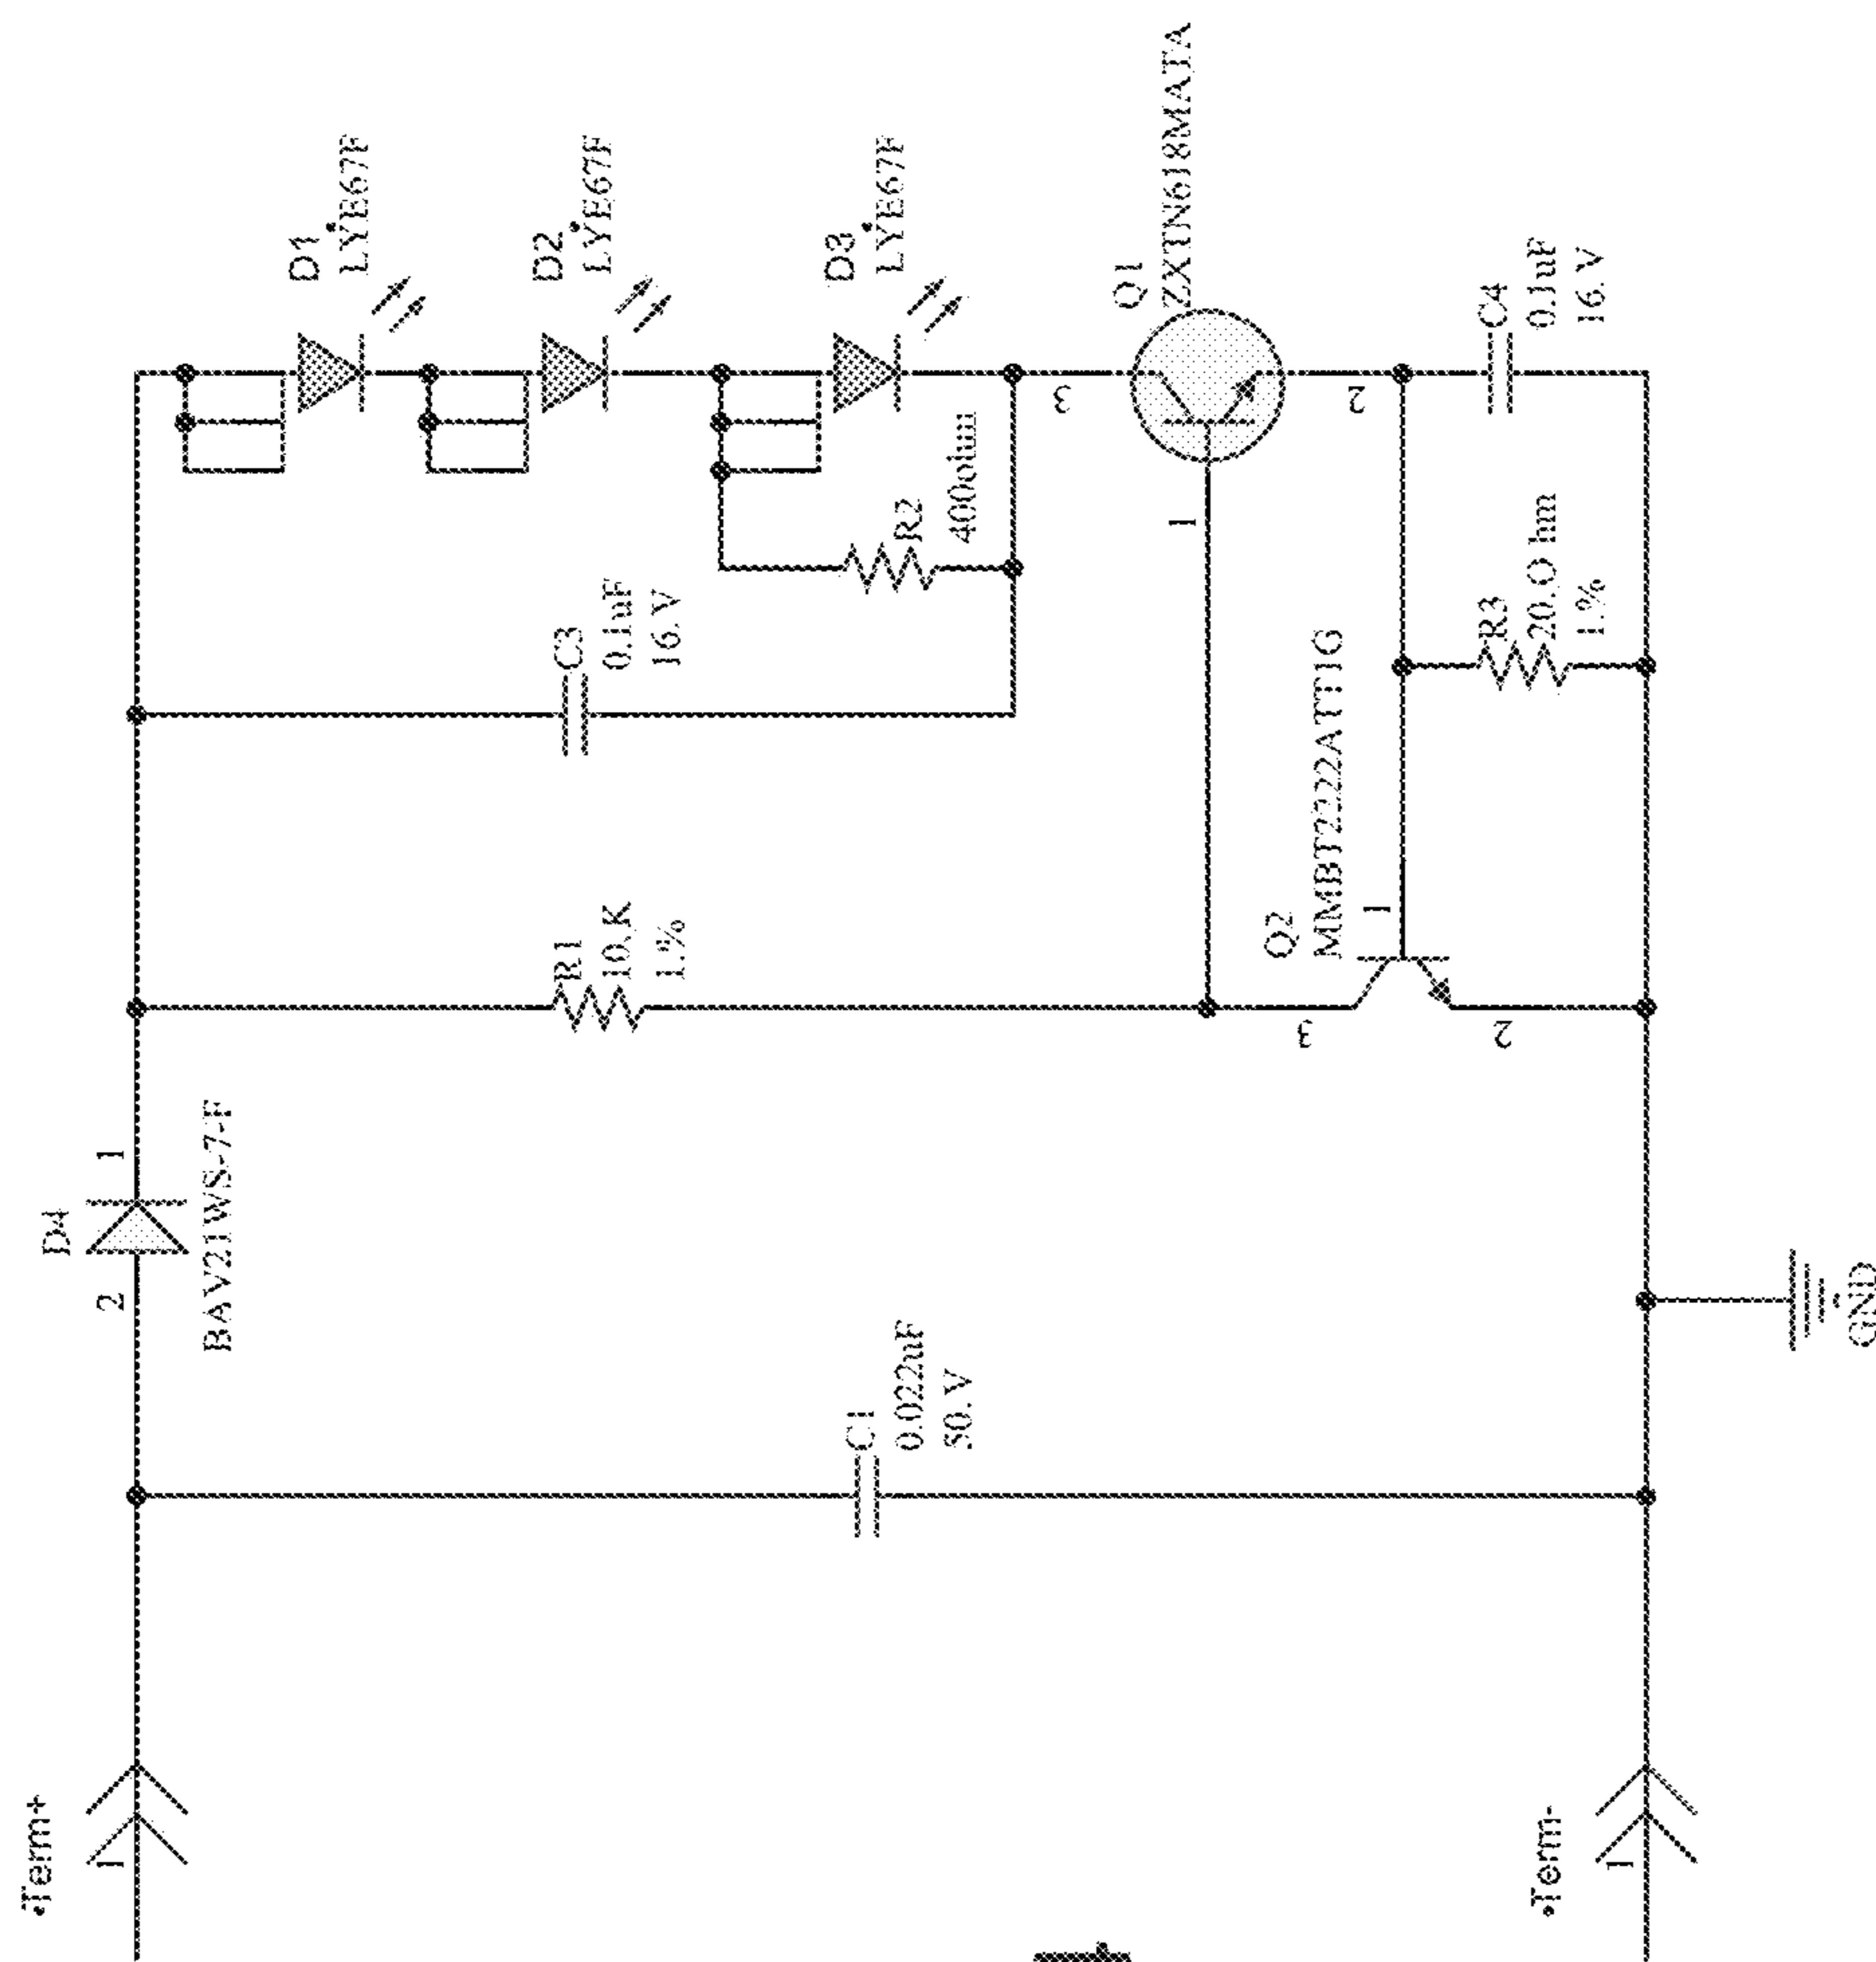 •Term+
1
D4
2
1
BAV21WS-7-F
C1
0.022uF
50.V
R1
10.K
1.%
C3
0.1uF
16.V
D1
LYE67F
D2
LYE67F
D3
LYE67F
R2
400ohm
3
Q1
ZXTN618MATA
1
2
Q2
MMBT222ATT1G
1
3
2
R3
20.O hm
1.%
C4
0.1uF
16.V
•Term-
1
GND